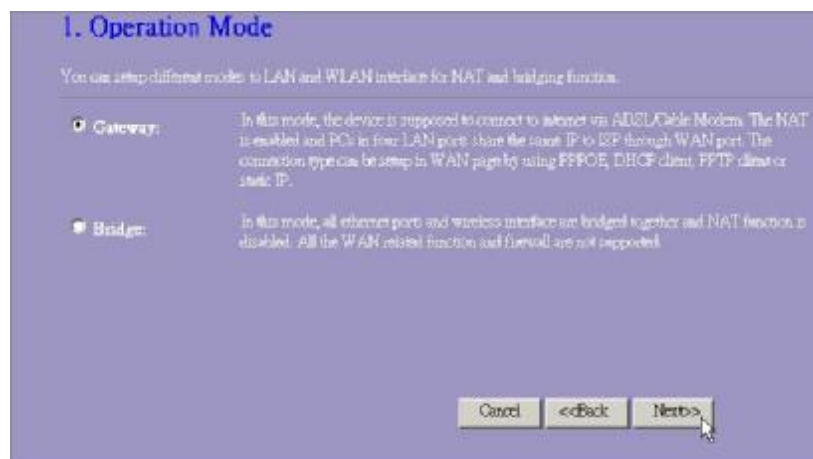 1. Operation Mode
You can setup different modes to LAN and WLAN interface for NAT and bridging function.
Gateway:
In this mode, the device is supposed to connect to internet via ADSL/Cable Modem. The NAT
is enabled and PCs in four LAN ports share the same IP to ISP through WAN port. The
connection type can be setup in WAN page by using PPPOE, DHCP client, PPTP client or
static IP.
Bridge:
In this mode, all ethernet ports and wireless interface are bridged together and NAT function is
disabled. All the WAN related function and firewall are not supported.
Cancel
<<Back
Next>>